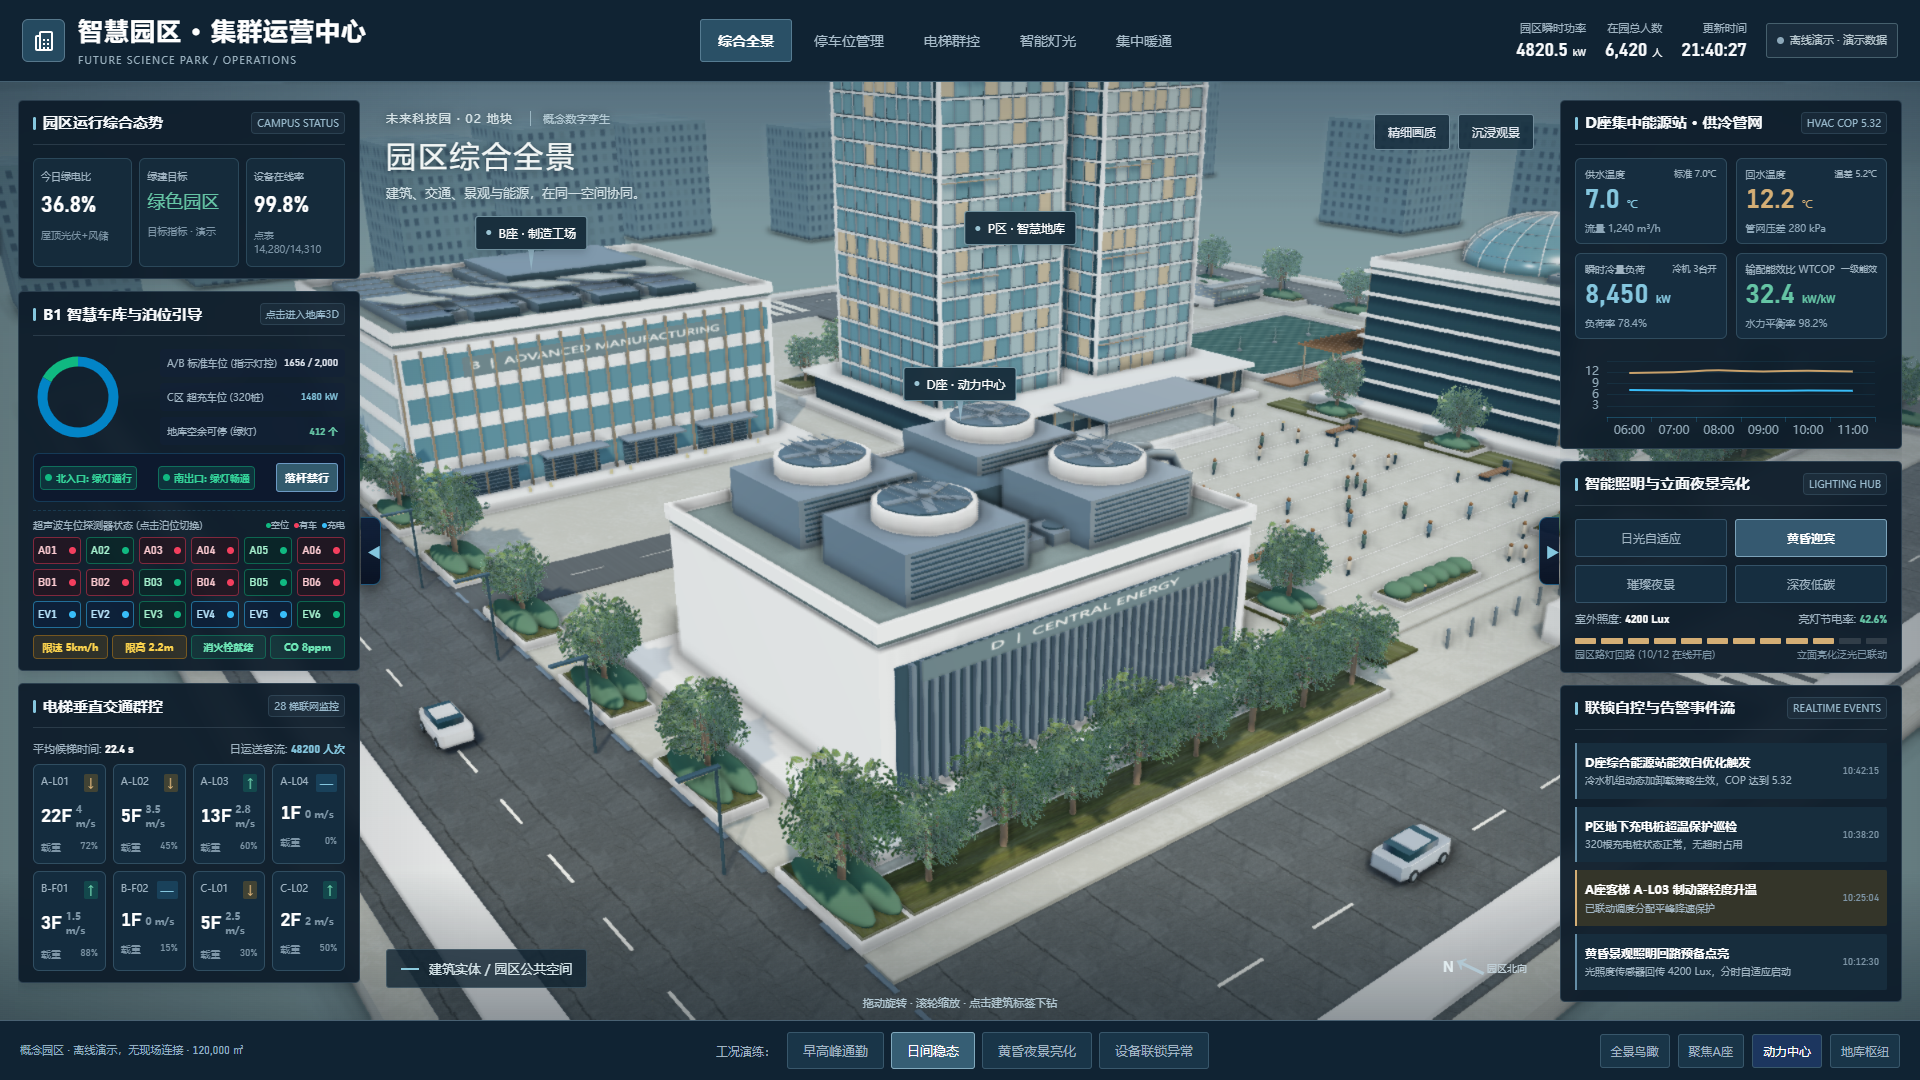 智慧园区 • 集群运营中心
FUTURE SCIENCE PARK / OPERATIONS
综合全景
停车位管理
电梯群控
智能灯光
集中暖通
园区瞬时功率
4820.5 kW
在园总人数
6,420 人
更新时间
21:40:27
离线演示 · 演示数据
园区运行综合态势
CAMPUS STATUS
今日绿电比
36.8%
屋顶光伏+风储
绿建目标
绿色园区
目标指标 · 演示
设备在线率
99.8%
点表
14,280/14,310
B1 智慧车库与泊位引导
点击进入地库3D
A/B 标准车位 (指示灯控) 1656 / 2,000
C区 超充车位 (320桩) 1480 kW
地库空余可停 (绿灯) 412 个
北入口: 绿灯通行
南出口: 绿灯畅通
落杆禁行
超声波车位探测器状态 (点击泊位切换)
空位 有车 充电
A01 A02 A03 A04 A05 A06
B01 B02 B03 B04 B05 B06
EV1 EV2 EV3 EV4 EV5 EV6
限速 5km/h
限高 2.2m
消火栓就绪
CO 8ppm
电梯垂直交通群控
28 梯联网监控
平均候梯时间: 22.4 s
日运送客流: 48200 人次
A-L01 ↓
22F 4 m/s
载重 72%
A-L02 ↓
5F 3.5 m/s
载重 45%
A-L03 ↑
13F 2.8 m/s
载重 60%
A-L04 —
1F 0 m/s
载重 0%
B-F01 ↑
3F 1.5 m/s
载重 88%
B-F02 —
1F 0 m/s
载重 15%
C-L01 ↓
5F 2.5 m/s
载重 30%
C-L02 ↑
2F 2 m/s
载重 50%
未来科技园 · 02 地块
概念数字孪生
园区综合全景
建筑、交通、景观与能源，在同一空间协同。
精细画质
沉浸观景
B座 · 制造工场
P区 · 智慧地库
D座 · 动力中心
B | ADVANCED MANUFACTURING
D | CENTRAL ENERGY
◀
▶
建筑实体 / 园区公共空间
N 园区北向
拖动旋转 · 滚轮缩放 · 点击建筑标签下钻
D座集中能源站 • 供冷管网
HVAC COP 5.32
供水温度 标准 7.0℃
7.0 ℃
流量 1,240 m³/h
回水温度 温差 5.2℃
12.2 ℃
管网压差 280 kPa
瞬时冷量负荷 冷机 3台开
8,450 kW
负荷率 78.4%
输配能效比 WTCOP 一级能效
32.4 kW/kW
水力平衡率 98.2%
12
9
6
3
06:00 07:00 08:00 09:00 10:00 11:00
智能照明与立面夜景亮化
LIGHTING HUB
日光自适应
黄昏迎宾
璀璨夜景
深夜低碳
室外照度: 4200 Lux
亮灯节电率: 42.6%
园区路灯回路 (10/12 在线开启)
立面亮化泛光已联动
联锁自控与告警事件流
REALTIME EVENTS
D座综合能源站能效自优化触发
冷水机组动态加卸载策略生效，COP 达到 5.32
10:42:15
P区地下充电桩超温保护巡检
320根充电桩状态正常，无超时占用
10:38:20
A座客梯 A-L03 制动器轻度升温
已联动调度分配平峰降速保护
10:25:04
黄昏景观照明回路预备点亮
光照度传感器回传 4200 Lux，分时自适应启动
10:12:30
概念园区 · 离线演示，无现场连接 · 120,000 ㎡
工况演练:
早高峰通勤
日间稳态
黄昏夜景亮化
设备联锁异常
全景鸟瞰
聚焦A座
动力中心
地库枢纽